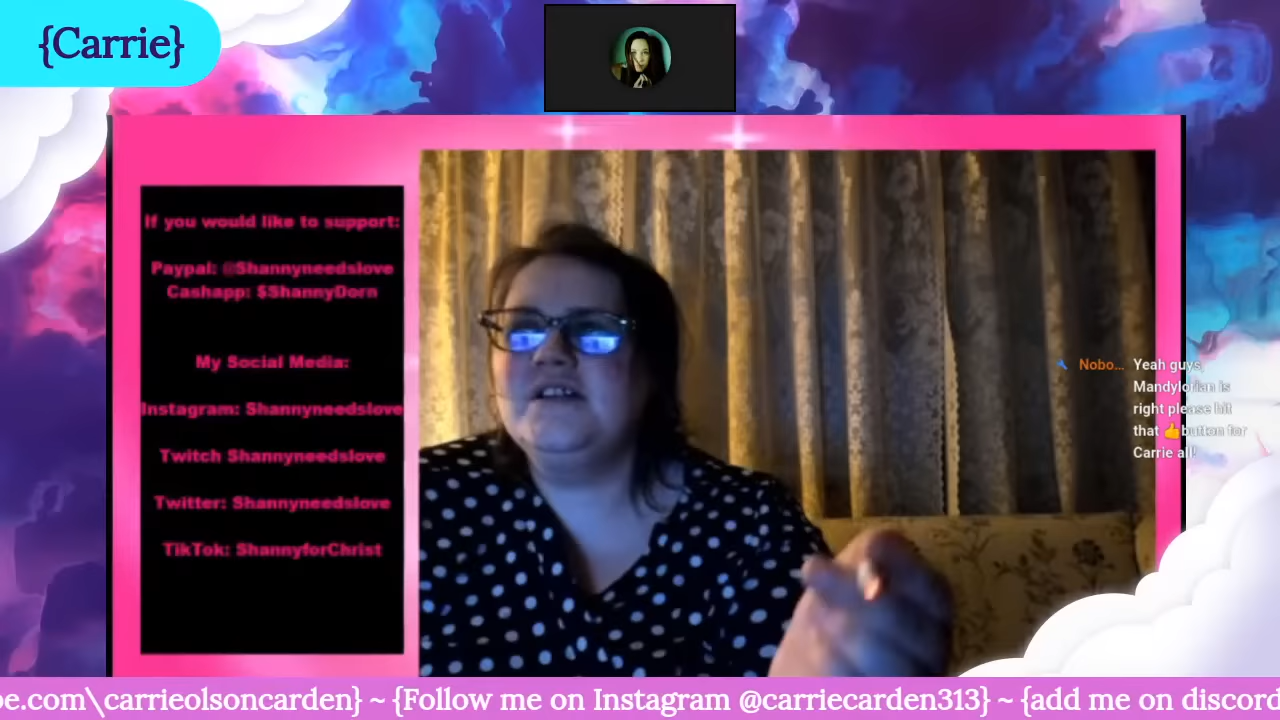 {Carrie}
If you would like to support:
Paypal: @Shannyneedslove
Cashapp: $ShannyDorn
My Social Media:
Instagram: Shannyneedslove
Twitch Shannyneedslove
Twitter: Shannyneedslove
TikTok: ShannyforChrist
Nobo... Yeah guys
Mandylorian is
right please hit
that 👍button for
Carrie all!
be.com\carrieolsoncarden} ~ {Follow me on Instagram @carriecarden313} ~ {add me on discord